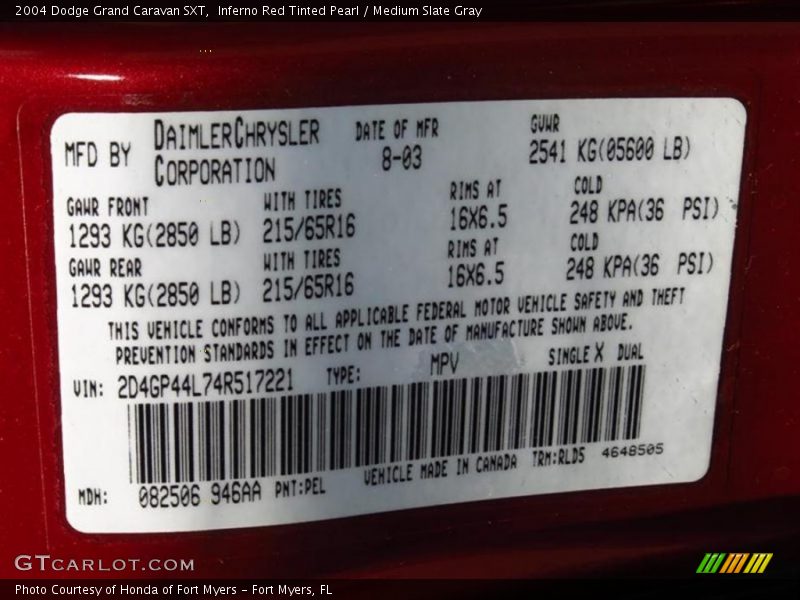 2004 Dodge Grand Caravan SXT,  Inferno Red Tinted Pearl / Medium Slate Gray
MFD BY DAIMLERCHRYSLER CORPORATION DATE OF MFR 8-03 GVWR 2541 KG(05600 LB)
GAWR FRONT WITH TIRES RIMS AT COLD
1293 KG(2850 LB) 215/65R16 16X6.5 248 KPA(36 PSI)
GAWR REAR WITH TIRES RIMS AT COLD
1293 KG(2850 LB) 215/65R16 16X6.5 248 KPA(36 PSI)
THIS VEHICLE CONFORMS TO ALL APPLICABLE FEDERAL MOTOR VEHICLE SAFETY AND THEFT
PREVENTION STANDARDS IN EFFECT ON THE DATE OF MANUFACTURE SHOWN ABOVE.
VIN: 2D4GP44L74R517221 TYPE: MPV SINGLE X DUAL
MDH: 082506 946AA PNT:PEL VEHICLE MADE IN CANADA TRM:RLD5 4648505
GTCARLOT.COM
Photo Courtesy of Honda of Fort Myers - Fort Myers, FL